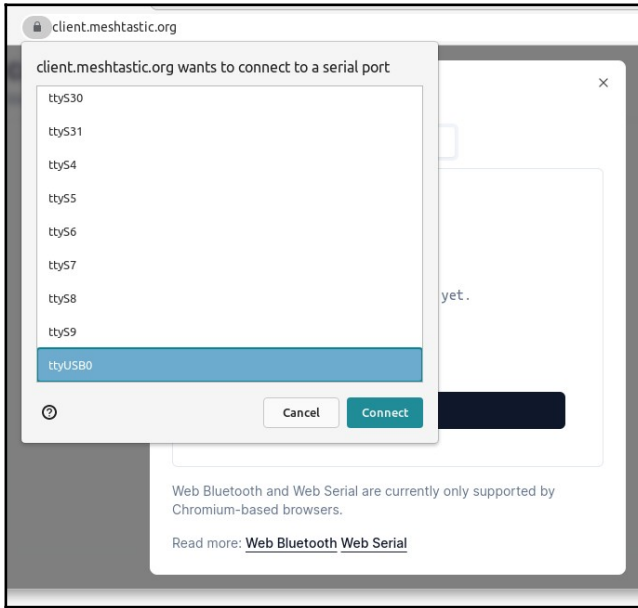 client.meshtastic.org
client.meshtastic.org wants to connect to a serial port
ttyS30
ttyS31
ttyS4
ttyS5
ttyS6
ttyS7
ttyS8
ttyS9
ttyUSB0
Cancel
Connect
yet.
Web Bluetooth and Web Serial are currently only supported by
Chromium-based browsers.
Read more: Web Bluetooth Web Serial